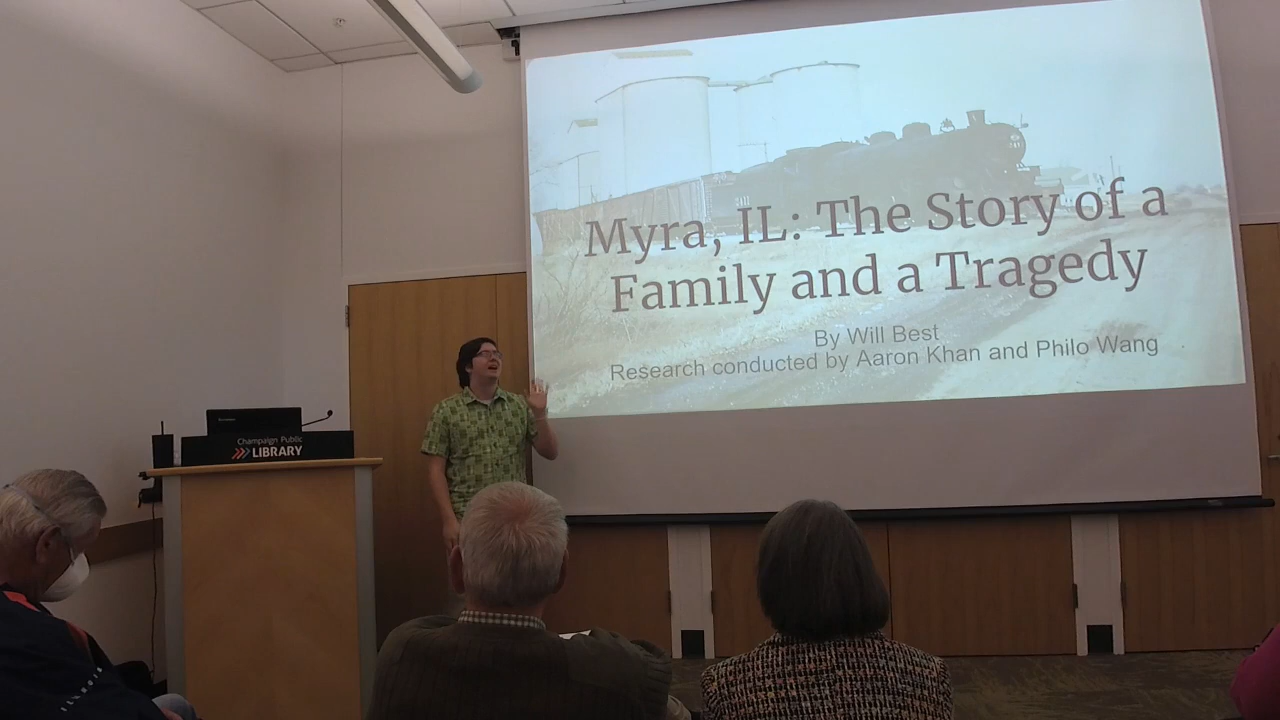 Myra, IL: The Story of a
Family and a Tragedy
By Will Best
Research conducted by Aaron Khan and Philo Wang
Champaign Public
LIBRARY
ILLINOIS